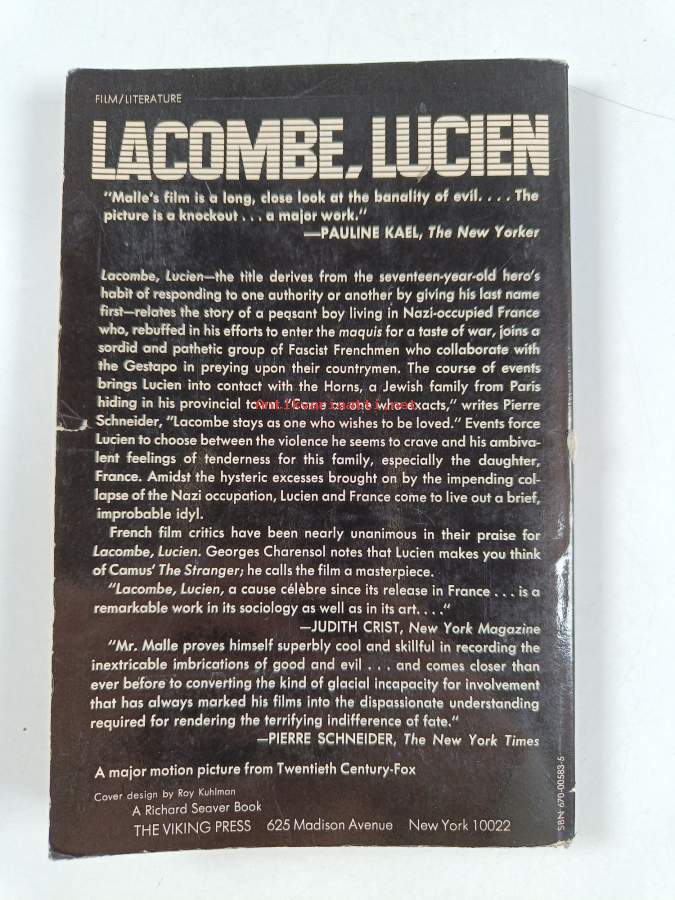 FILM/LITERATURE
LACOMBE, LUCIEN
"Malle's film is a long, close look at the banality of evil. . . . The
picture is a knockout . . . a major work."
—PAULINE KAEL, The New Yorker
Lacombe, Lucien—the title derives from the seventeen-year-old hero's
habit of responding to one authority or another by giving his last name
first—relates the story of a peasant boy living in Nazi-occupied France
who, rebuffed in his efforts to enter the maquis for a taste of war, joins a
sordid and pathetic group of Fascist Frenchmen who collaborate with
the Gestapo in preying upon their countrymen. The course of events
brings Lucien into contact with the Horns, a Jewish family from Paris
hiding in his provincial town. "Come as one who exacts," writes Pierre
Schneider, "Lacombe stays as one who wishes to be loved." Events force
Lucien to choose between the violence he seems to crave and his ambiva-
lent feelings of tenderness for this family, especially the daughter,
France. Amidst the hysteric excesses brought on by the impending col-
lapse of the Nazi occupation, Lucien and France come to live out a brief,
improbable idyl.
French film critics have been nearly unanimous in their praise for
Lacombe, Lucien. Georges Charensol notes that Lucien makes you think
of Camus' The Stranger; he calls the film a masterpiece.
"Lacombe, Lucien, a cause célèbre since its release in France . . . is a
remarkable work in its sociology as well as in its art. . . ."
—JUDITH CRIST, New York Magazine
"Mr. Malle proves himself superbly cool and skillful in recording the
inextricable imbrications of good and evil . . . and comes closer than
ever before to converting the kind of glacial incapacity for involvement
that has always marked his films into the dispassionate understanding
required for rendering the terrifying indifference of fate."
—PIERRE SCHNEIDER, The New York Times
A major motion picture from Twentieth Century-Fox
Cover design by Roy Kuhlman
A Richard Seaver Book
THE VIKING PRESS 625 Madison Avenue New York 10022
SBN 670-00583-5